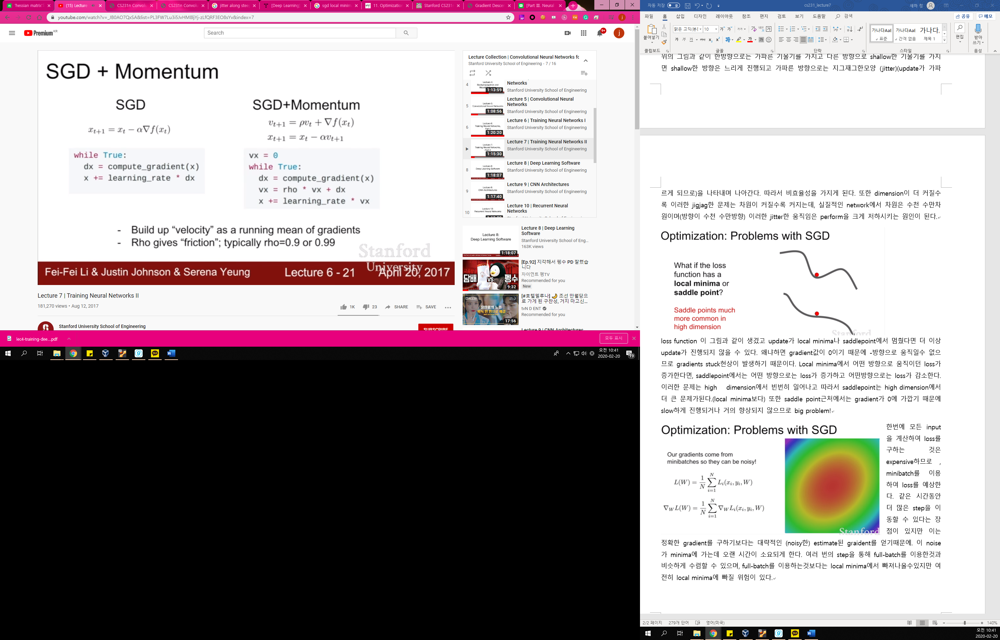 'hessian matrix'
(15) Lecture
CS231n Convolu
CS231n Convolu
jitter along stee
[Deep Learning]
sgd local minim
11. Optimization
Stanford CS231
Gradient Descen
[Part Ⅲ. Neural
youtube.com/watch?v=_JB0AO7QxSA&list=PL3FW7Lu3i5JvHM8ljYj-zLfQRF3EO8sYv&index=7
Premium KR
Search
9+
j
SGD + Momentum
SGD
SGD+Momentum
x_{t+1} = x_t − α∇f(x_t)
v_{t+1} = ρv_t + ∇f(x_t)
x_{t+1} = x_t − αv_{t+1}
while True:
dx = compute_gradient(x)
x += learning_rate * dx
vx = 0
while True:
dx = compute_gradient(x)
vx = rho * vx + dx
x += learning_rate * vx
- Build up “velocity” as a running mean of gradients
- Rho gives “friction”; typically rho=0.9 or 0.99
Stanford
University
Fei-Fei Li & Justin Johnson & Serena Yeung
Lecture 6 - 21
April 20, 2017
Lecture 7 | Training Neural Networks II
181,270 views • Aug 12, 2017
1K
23
SHARE
SAVE
Stanford University School of Engineering
SUBSCRIBE
Lecture Collection | Convolutional Neural Networks fo
Stanford University School of Engineering - 7 / 16
4
1:13:59
Networks
Stanford University School of Engineering
5
1:08:56
Lecture 5 | Convolutional Neural
Networks
Stanford University School of Engineering
6
1:20:20
Lecture 6 | Training Neural Networks I
Stanford University School of Engineering
1:15:30
Lecture 7 | Training Neural Networks II
Stanford University School of Engineering
8
1:18:07
Lecture 8 | Deep Learning Software
Stanford University School of Engineering
9
1:17:40
Lecture 9 | CNN Architectures
Stanford University School of Engineering
10
Lecture 10 | Recurrent Neural
Networks
Lecture 8:
Deep Learning Software
1:18:07
Lecture 8 | Deep Learning
Software
Stanford University School of Eng...
163K views
담배 VS 펭수
9:32
[Ep.92] 지각해서 펭수 PD 잘렸습
니다
자이언트 펭TV
Recommended for you
New
장만월의 노름
17:56
[#호텔델루나] 🌙 조선 만월당으
로 가게 된 구찬성, 거지 마고신...
tvN D ENT
Recommended for you
Lecture 9 | CNN Architectures
lec4-training-dee....pdf
모두 표시
오전 10:41
2020-02-20
19
자동 저장
cs231_lecture7
새하 정
파일 홈 삽입 디자인 레이아웃 참조 편지 검토 보기 도움말 검색
공유
메모
붙여넣기
맑은 고딕(본문
10
가나다AaE
표준
가나다AaE
간격 없음
가나다,
제목 1
편집
받아
쓰기
클립보드
글꼴
단락
스타일
음성
위의 그림과 같이 한방향으로는 가파른 기울기를 가지고 다른 방향으로 shallow한 기울기를 가지
면 shallow한 방향은 느리게 진행되고 가파른 방향으로는 지그재그한모양 (jitter)(update가 가파
르게 되므로)을 나타내며 나아간다. 따라서 비효율성을 가지게 된다. 또한 dimension이 더 커질수
록 이러한 jigjag한 문제는 차원이 커질수록 커지는데, 실질적인 network에서 차원은 수천 수만차
원이며(방향이 수천 수만방향) 이러한 jitter한 움직임은 perform을 크게 저하시키는 원인이 된다.
Optimization: Problems with SGD
What if the loss
function has a
local minima or
saddle point?
Saddle points much
more common in
high dimension
Stanford
loss function 이 그림과 같이 생겼고 update가 local minima나 saddlepoint에서 멈췄다면 더 이상
update가 진행되지 않을 수 있다. 왜냐하면 gradient값이 0이기 때문에 -방향으로 움직일수 없으
므로 gradients stuck현상이 발생하기 때문이다. Local minima에서 어떤 방향으로 움직이던 loss가
증가한다면, saddlepoint에서는 어떤 방향으로는 loss가 증가하고 어떤방향으로는 loss가 감소한다.
이러한 문제는 high dimension에서 빈번히 일어나고 따라서 saddlepoint는 high dimension에서
더 큰 문제가된다.(local minima보다) 또한 saddle point근처에서는 gradient가 0에 가깝기 때문에
slow하게 진행되거나 거의 향상되지 않으므로 big problem!
Optimization: Problems with SGD
Our gradients come from
minibatches so they can be noisy!
L(W) = 1/N ∑_{i=1}^{N} L_i(x_i, y_i, W)
∇_W L(W) = 1/N ∑_{i=1}^{N} ∇_W L_i(x_i, y_i, W)
Stanford
한번에 모든 input
을 계산하여 loss를
구하는 것은
expensive하므로 ,
minibatch를 이용
하여 loss를 예상한
다. 같은 시간동안
더 많은 step을 이
동할 수 있다는 장
점이 있지만 이는
정확한 gradient를 구하기보다는 대략적인 (noisy한) estimate된 graident를 얻기때문에. 이 noise
가 minima에 가는데 오랜 시간이 소요되게 한다. 여러 번의 step을 통해 full-batch를 이용한것과
비슷하게 수렴할 수 있으며, full-batch를 이용하는것보다는 local minima에서 빠져나올수있지만 여
전히 local minima에 빠질 위험이 있다.
2/2 페이지
279개 단어
영어(미국)
140%
오전 10:41
2020-02-20